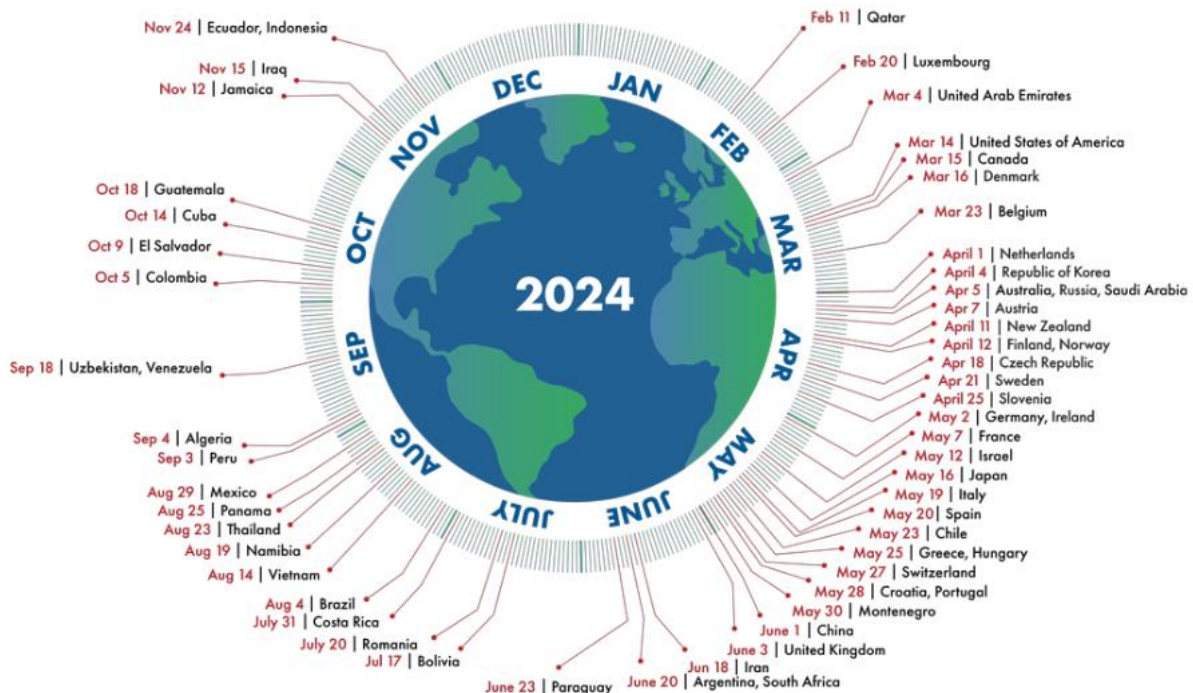 Nov 24 | Ecuador, Indonesia
Nov 15 | Iraq
Nov 12 | Jamaica
Oct 18 | Guatemala
Oct 14 | Cuba
Oct 9 | El Salvador
Oct 5 | Colombia
Sep 18 | Uzbekistan, Venezuela
Sep 4 | Algeria
Sep 3 | Peru
Aug 29 | Mexico
Aug 25 | Panama
Aug 23 | Thailand
Aug 19 | Namibia
Aug 14 | Vietnam
Aug 4 | Brazil
July 31 | Costa Rica
July 20 | Romania
Jul 17 | Bolivia
JAN
FEB
MAR
APR
MAY
JUNE
JULY
AUG
SEP
OCT
NOV
DEC
2024
Feb 11 | Qatar
Feb 20 | Luxembourg
Mar 4 | United Arab Emirates
Mar 14 | United States of America
Mar 15 | Canada
Mar 16 | Denmark
Mar 23 | Belgium
April 1 | Netherlands
April 4 | Republic of Korea
Apr 5 | Australia, Russia, Saudi Arabia
Apr 7 | Austria
April 11 | New Zealand
April 12 | Finland, Norway
Apr 18 | Czech Republic
Apr 21 | Sweden
April 25 | Slovenia
May 2 | Germany, Ireland
May 7 | France
May 12 | Israel
May 16 | Japan
May 19 | Italy
May 20 | Spain
May 23 | Chile
May 25 | Greece, Hungary
May 27 | Switzerland
May 28 | Croatia, Portugal
May 30 | Montenegro
June 1 | China
June 3 | United Kingdom
Jun 18 | Iran
June 20 | Argentina, South Africa
June 23 | Paraguay